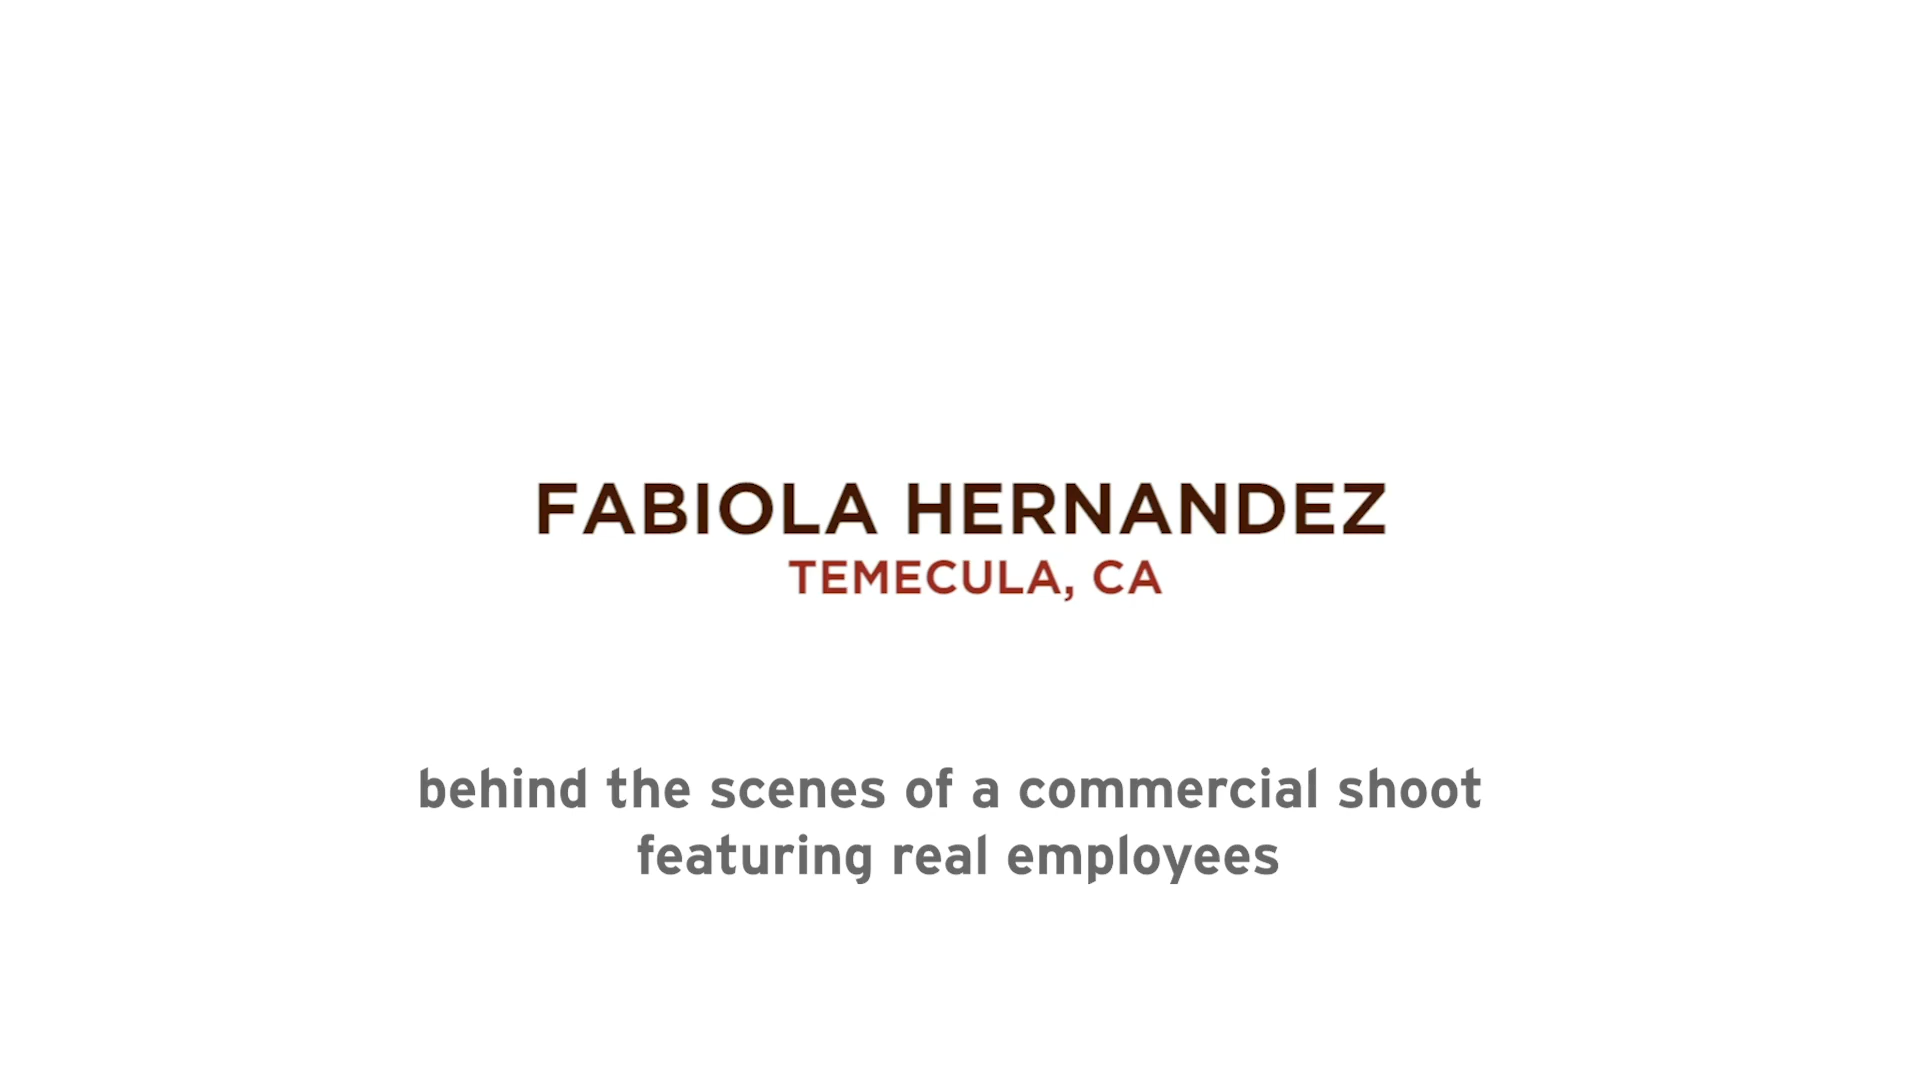 FABIOLA HERNANDEZ
TEMECULA, CA
behind the scenes of a commercial shoot
featuring real employees